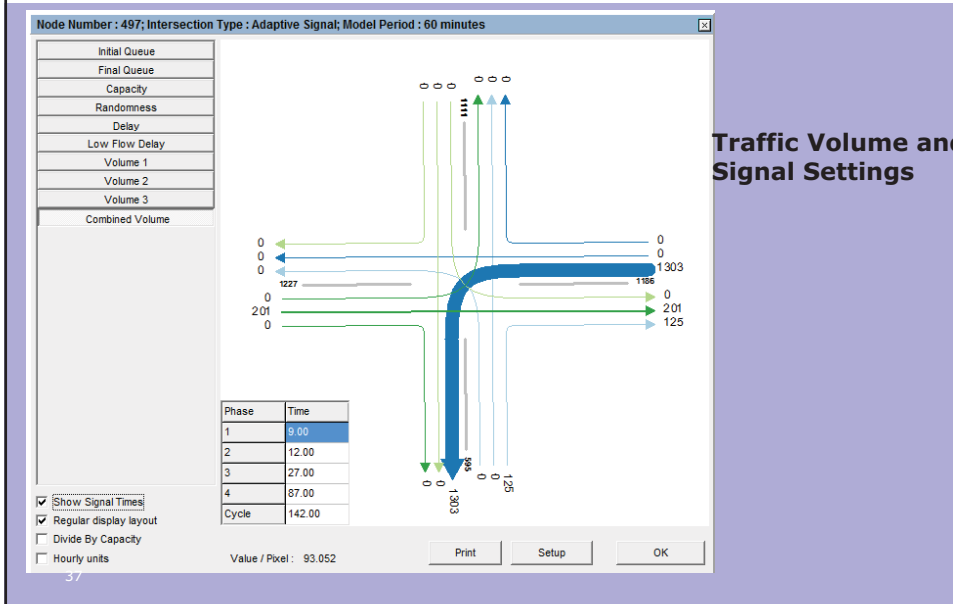 Node Number : 497; Intersection Type : Adaptive Signal; Model Period : 60 minutes
Initial Queue
Final Queue
Capacity
Randomness
Delay
Low Flow Delay
Volume 1
Volume 2
Volume 3
Combined Volume
0 0 0
1111
0 0 0
0
0
0
1227
0
201
0
0
0
1303
1186
0
201
125
595
0 0 1303
0 0 125
Phase Time
1 9.00
2 12.00
3 27.00
4 87.00
Cycle 142.00
Show Signal Times
Regular display layout
Divide By Capacity
Hourly units
Value / Pixel : 93.052
Print Setup OK
Traffic Volume and
Signal Settings
37